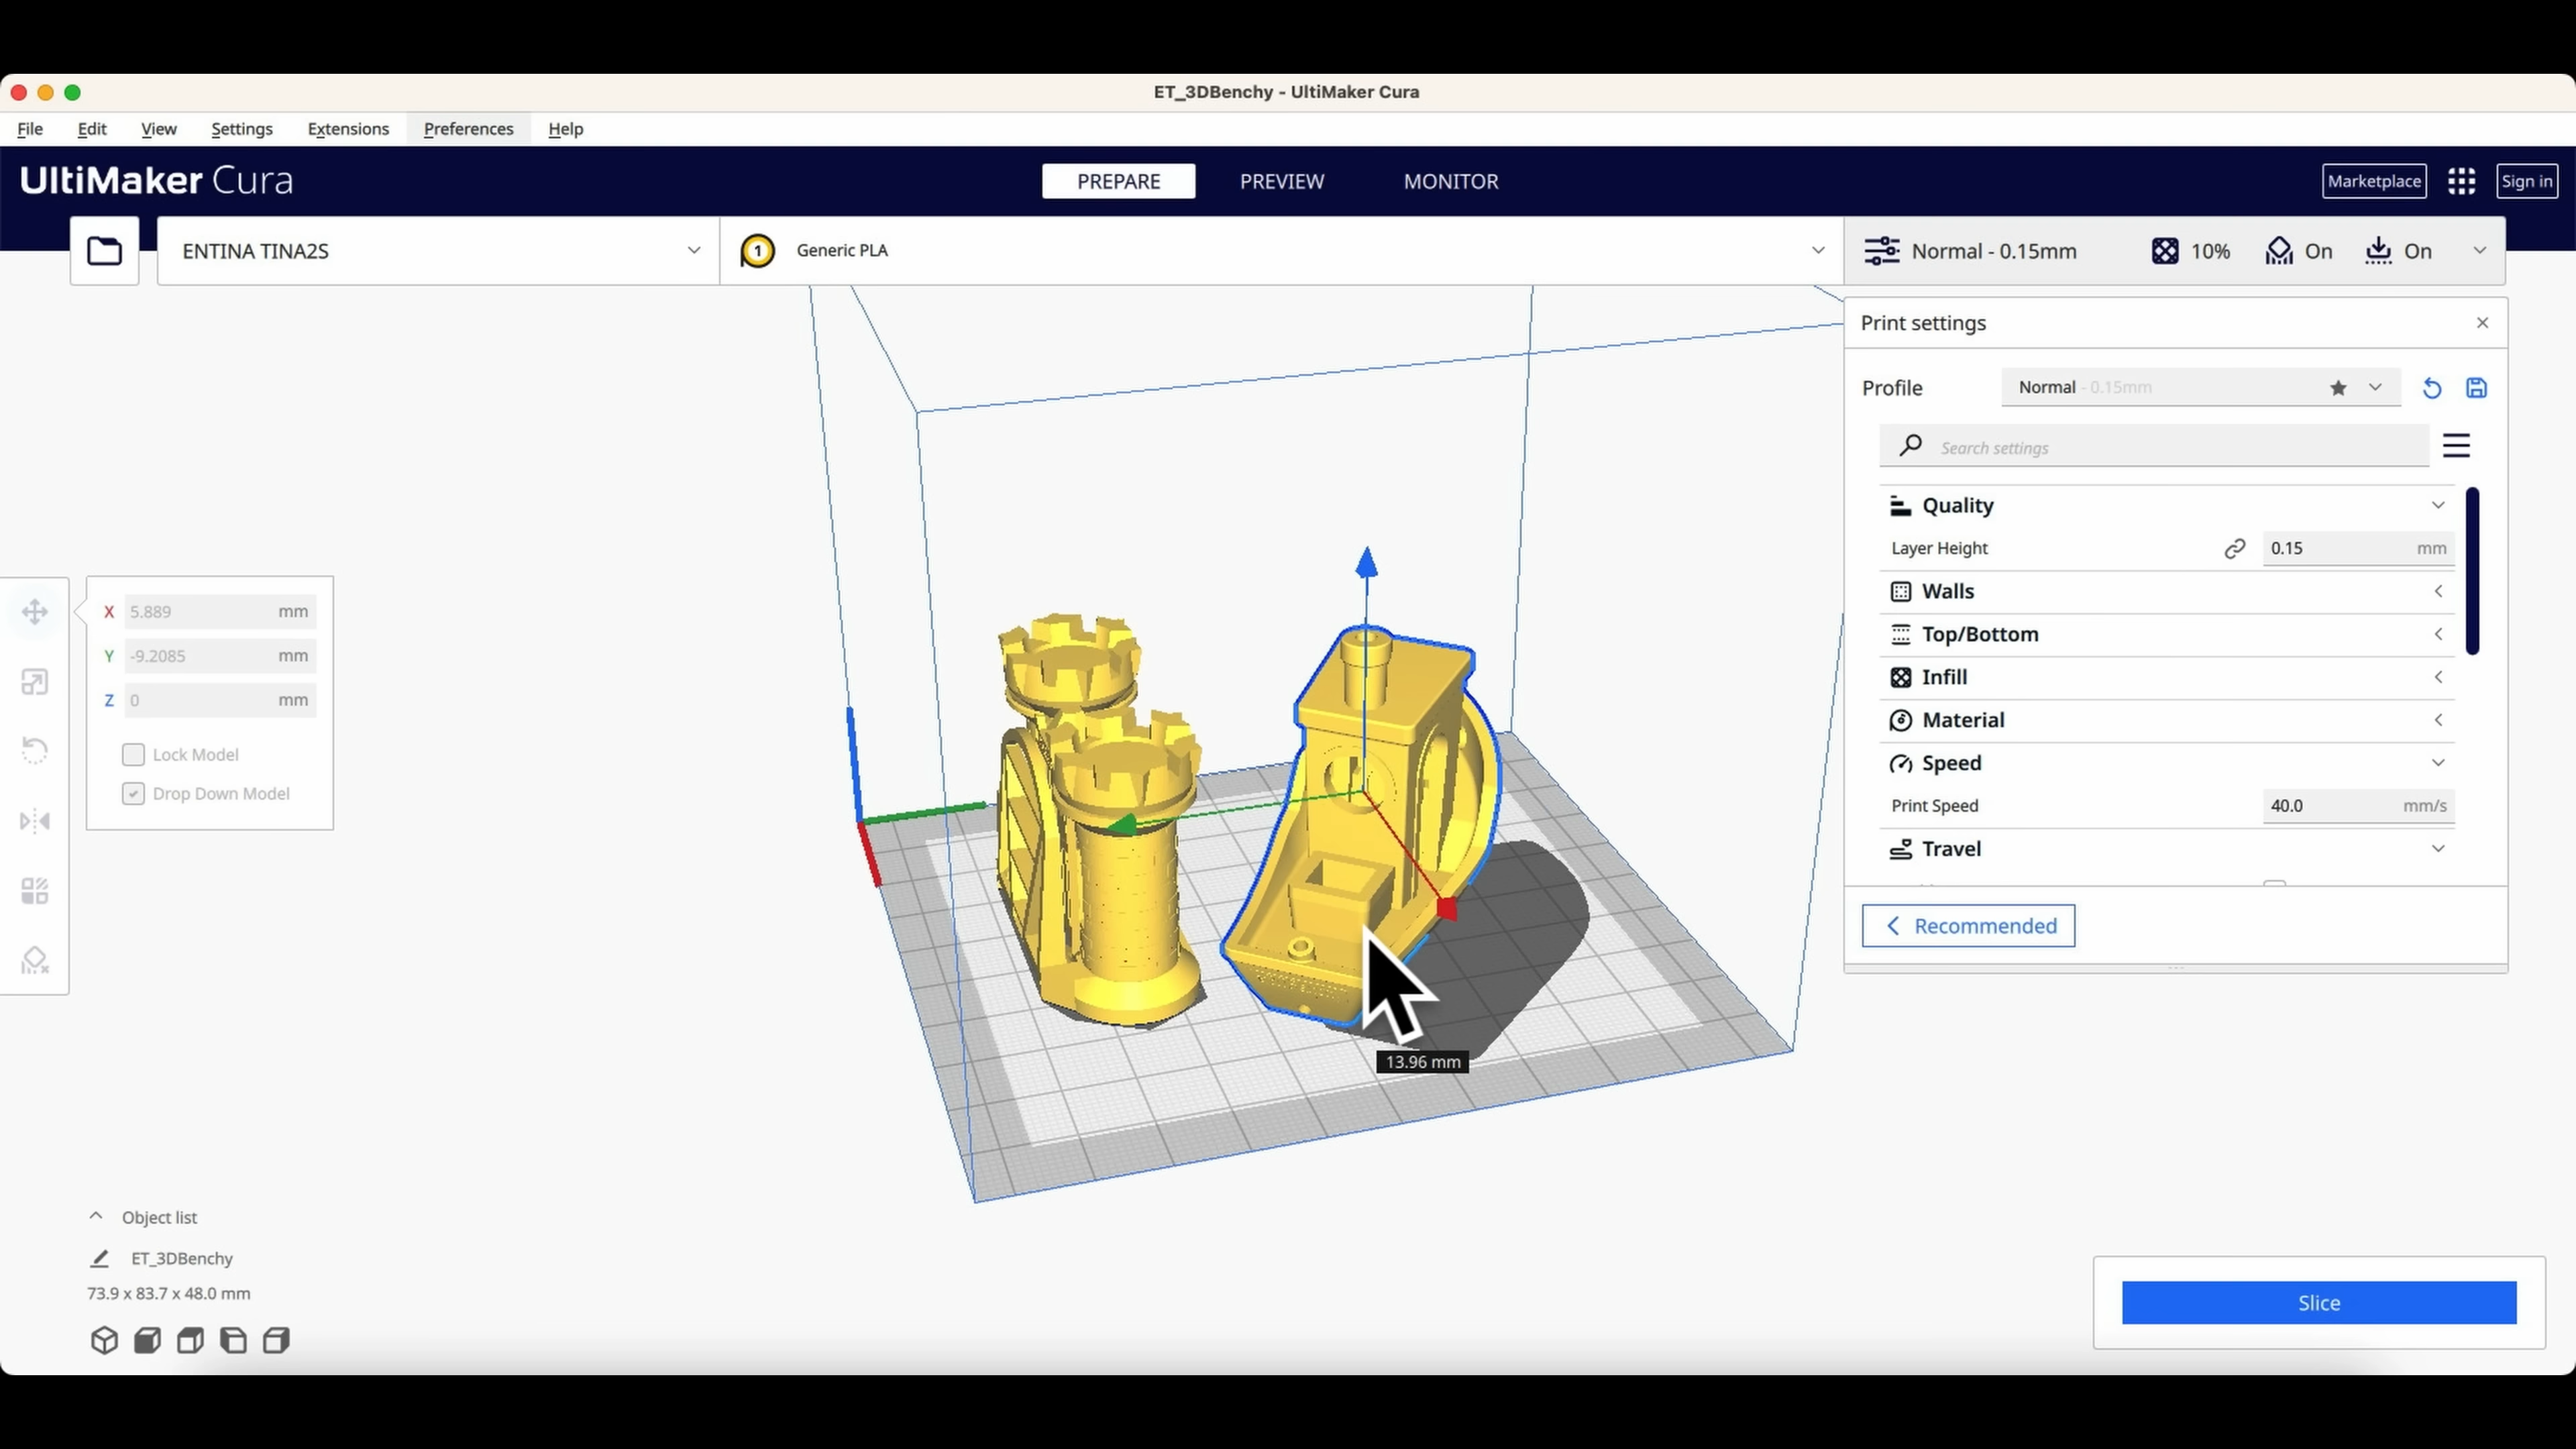 ET_3DBenchy - UltiMaker Cura
File Edit View Settings Extensions Preferences Help
UltiMaker Cura
PREPARE PREVIEW MONITOR
Marketplace Sign in
ENTINA TINA2S
1 Generic PLA
Normal - 0.15mm 10% On On
Print settings
Profile Normal - 0.15mm
Search settings
Quality
Layer Height 0.15 mm
Walls
Top/Bottom
Infill
Material
Speed
Print Speed 40.0 mm/s
Travel
Recommended
X 5.889 mm
Y -9.2085 mm
Z 0 mm
Lock Model
Drop Down Model
13.96 mm
Object list
ET_3DBenchy
73.9 x 83.7 x 48.0 mm
Slice